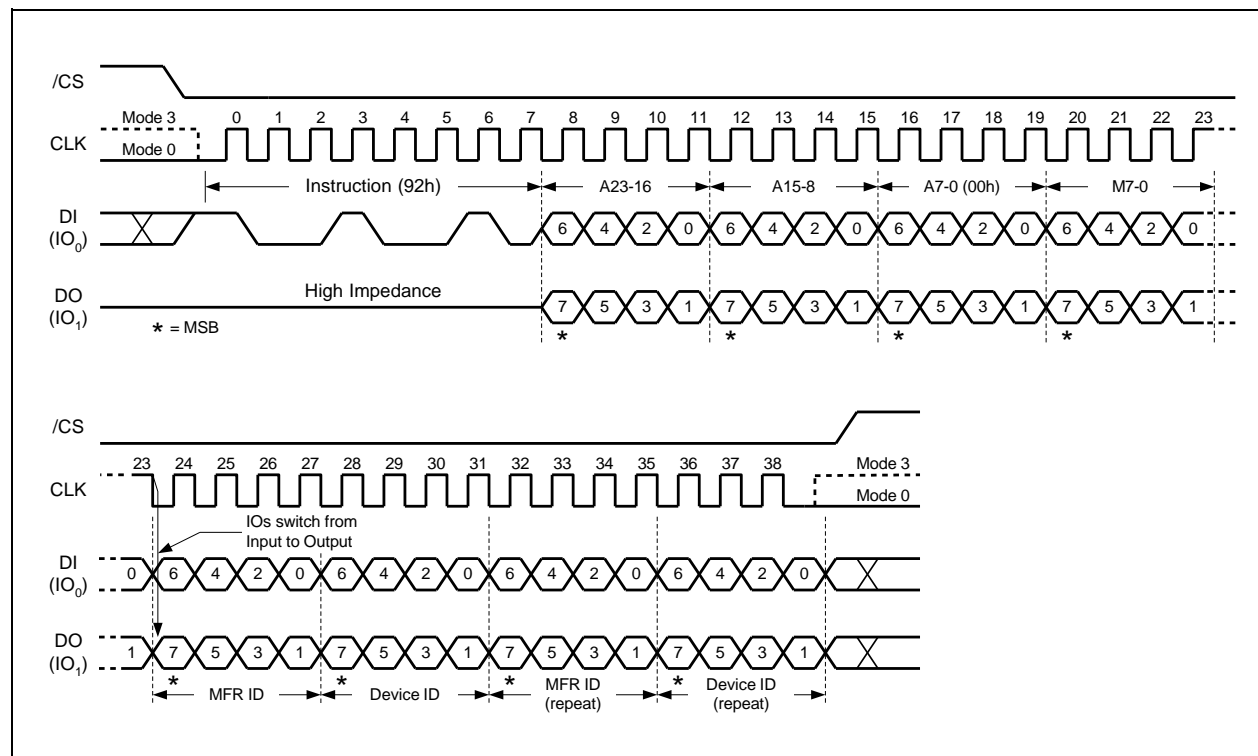 /CS
Mode 3 0 1 2 3 4 5 6 7 8 9 10 11 12 13 14 15 16 17 18 19 20 21 22 23
CLK
Mode 0
Instruction (92h) A23-16 A15-8 A7-0 (00h) M7-0
DI
(IO0)
6 4 2 0 6 4 2 0 6 4 2 0 6 4 2 0
High Impedance
DO
(IO1)
7 5 3 1 7 5 3 1 7 5 3 1 7 5 3 1
* = MSB * * * *
/CS
23 24 25 26 27 28 29 30 31 32 33 34 35 36 37 38 Mode 3
CLK
Mode 0
IOs switch from
Input to Output
DI
(IO0)
0 6 4 2 0 6 4 2 0 6 4 2 0 6 4 2 0
DO
(IO1)
1 7 5 3 1 7 5 3 1 7 5 3 1 7 5 3 1
* * * *
MFR ID Device ID MFR ID
(repeat)
Device ID
(repeat)